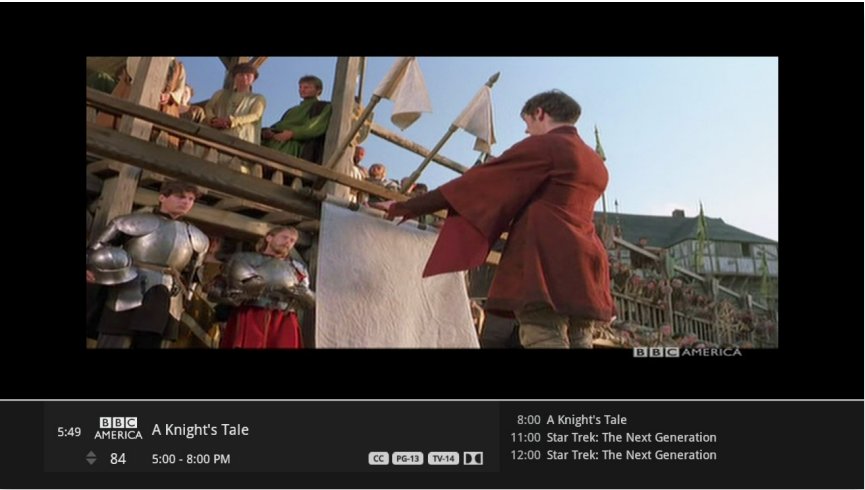 BBC AMERICA
5:49 BBC AMERICA A Knight's Tale
84 5:00 - 8:00 PM CC PG-13 TV-14
8:00 A Knight's Tale
11:00 Star Trek: The Next Generation
12:00 Star Trek: The Next Generation